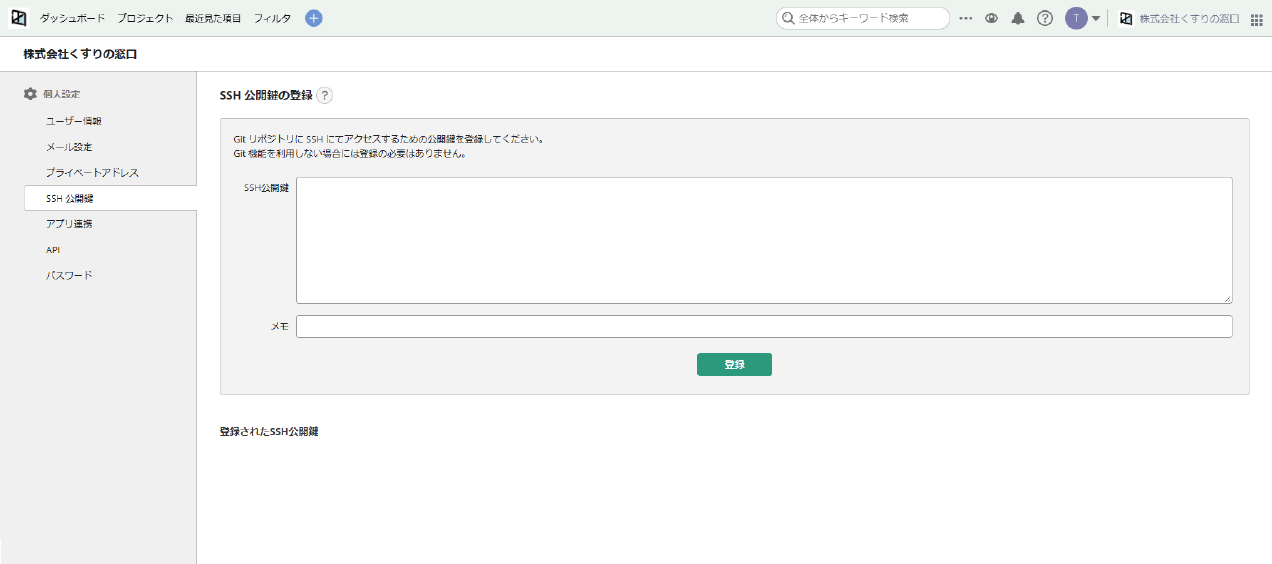 ダッシュボード プロジェクト 最近見た項目 フィルタ
全体からキーワード検索
T
株式会社くすりの窓口
株式会社くすりの窓口
個人設定
ユーザー情報
メール設定
プライベートアドレス
SSH 公開鍵
アプリ連携
API
パスワード
SSH 公開鍵の登録 ?
Git リポジトリに SSH にてアクセスするための公開鍵を登録してください。
Git 機能を利用しない場合には登録の必要はありません。
SSH公開鍵
メモ
登録
登録されたSSH公開鍵